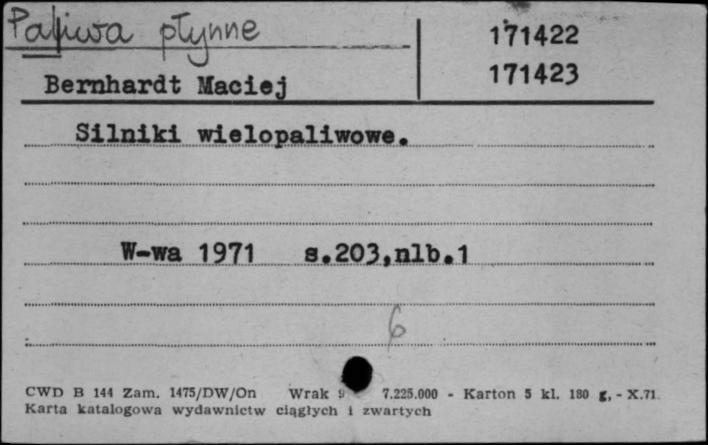 Paliwa płynne
171422
171423
Bernhardt Maciej
Silniki wielopaliwowe.
W-wa 1971 s.203,nlb.1
6
CWD B 144 Zam. 1475/DW/On Wrak 9 7.225.000 - Karton 5 kl. 180 g, - X.71.
Karta katalogowa wydawnictw ciągłych i zwartych